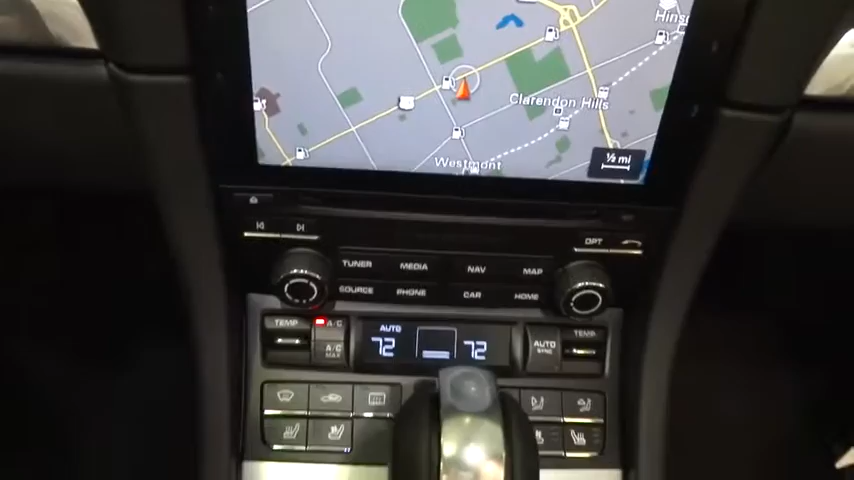 Hinsd
Clarendon Hills
Westmont
½ mi
OPT
TUNER MEDIA NAV MAP
SOURCE PHONE CAR HOME
TEMP A/C AUTO TEMP
A/C MAX 72 72 AUTO SYNC